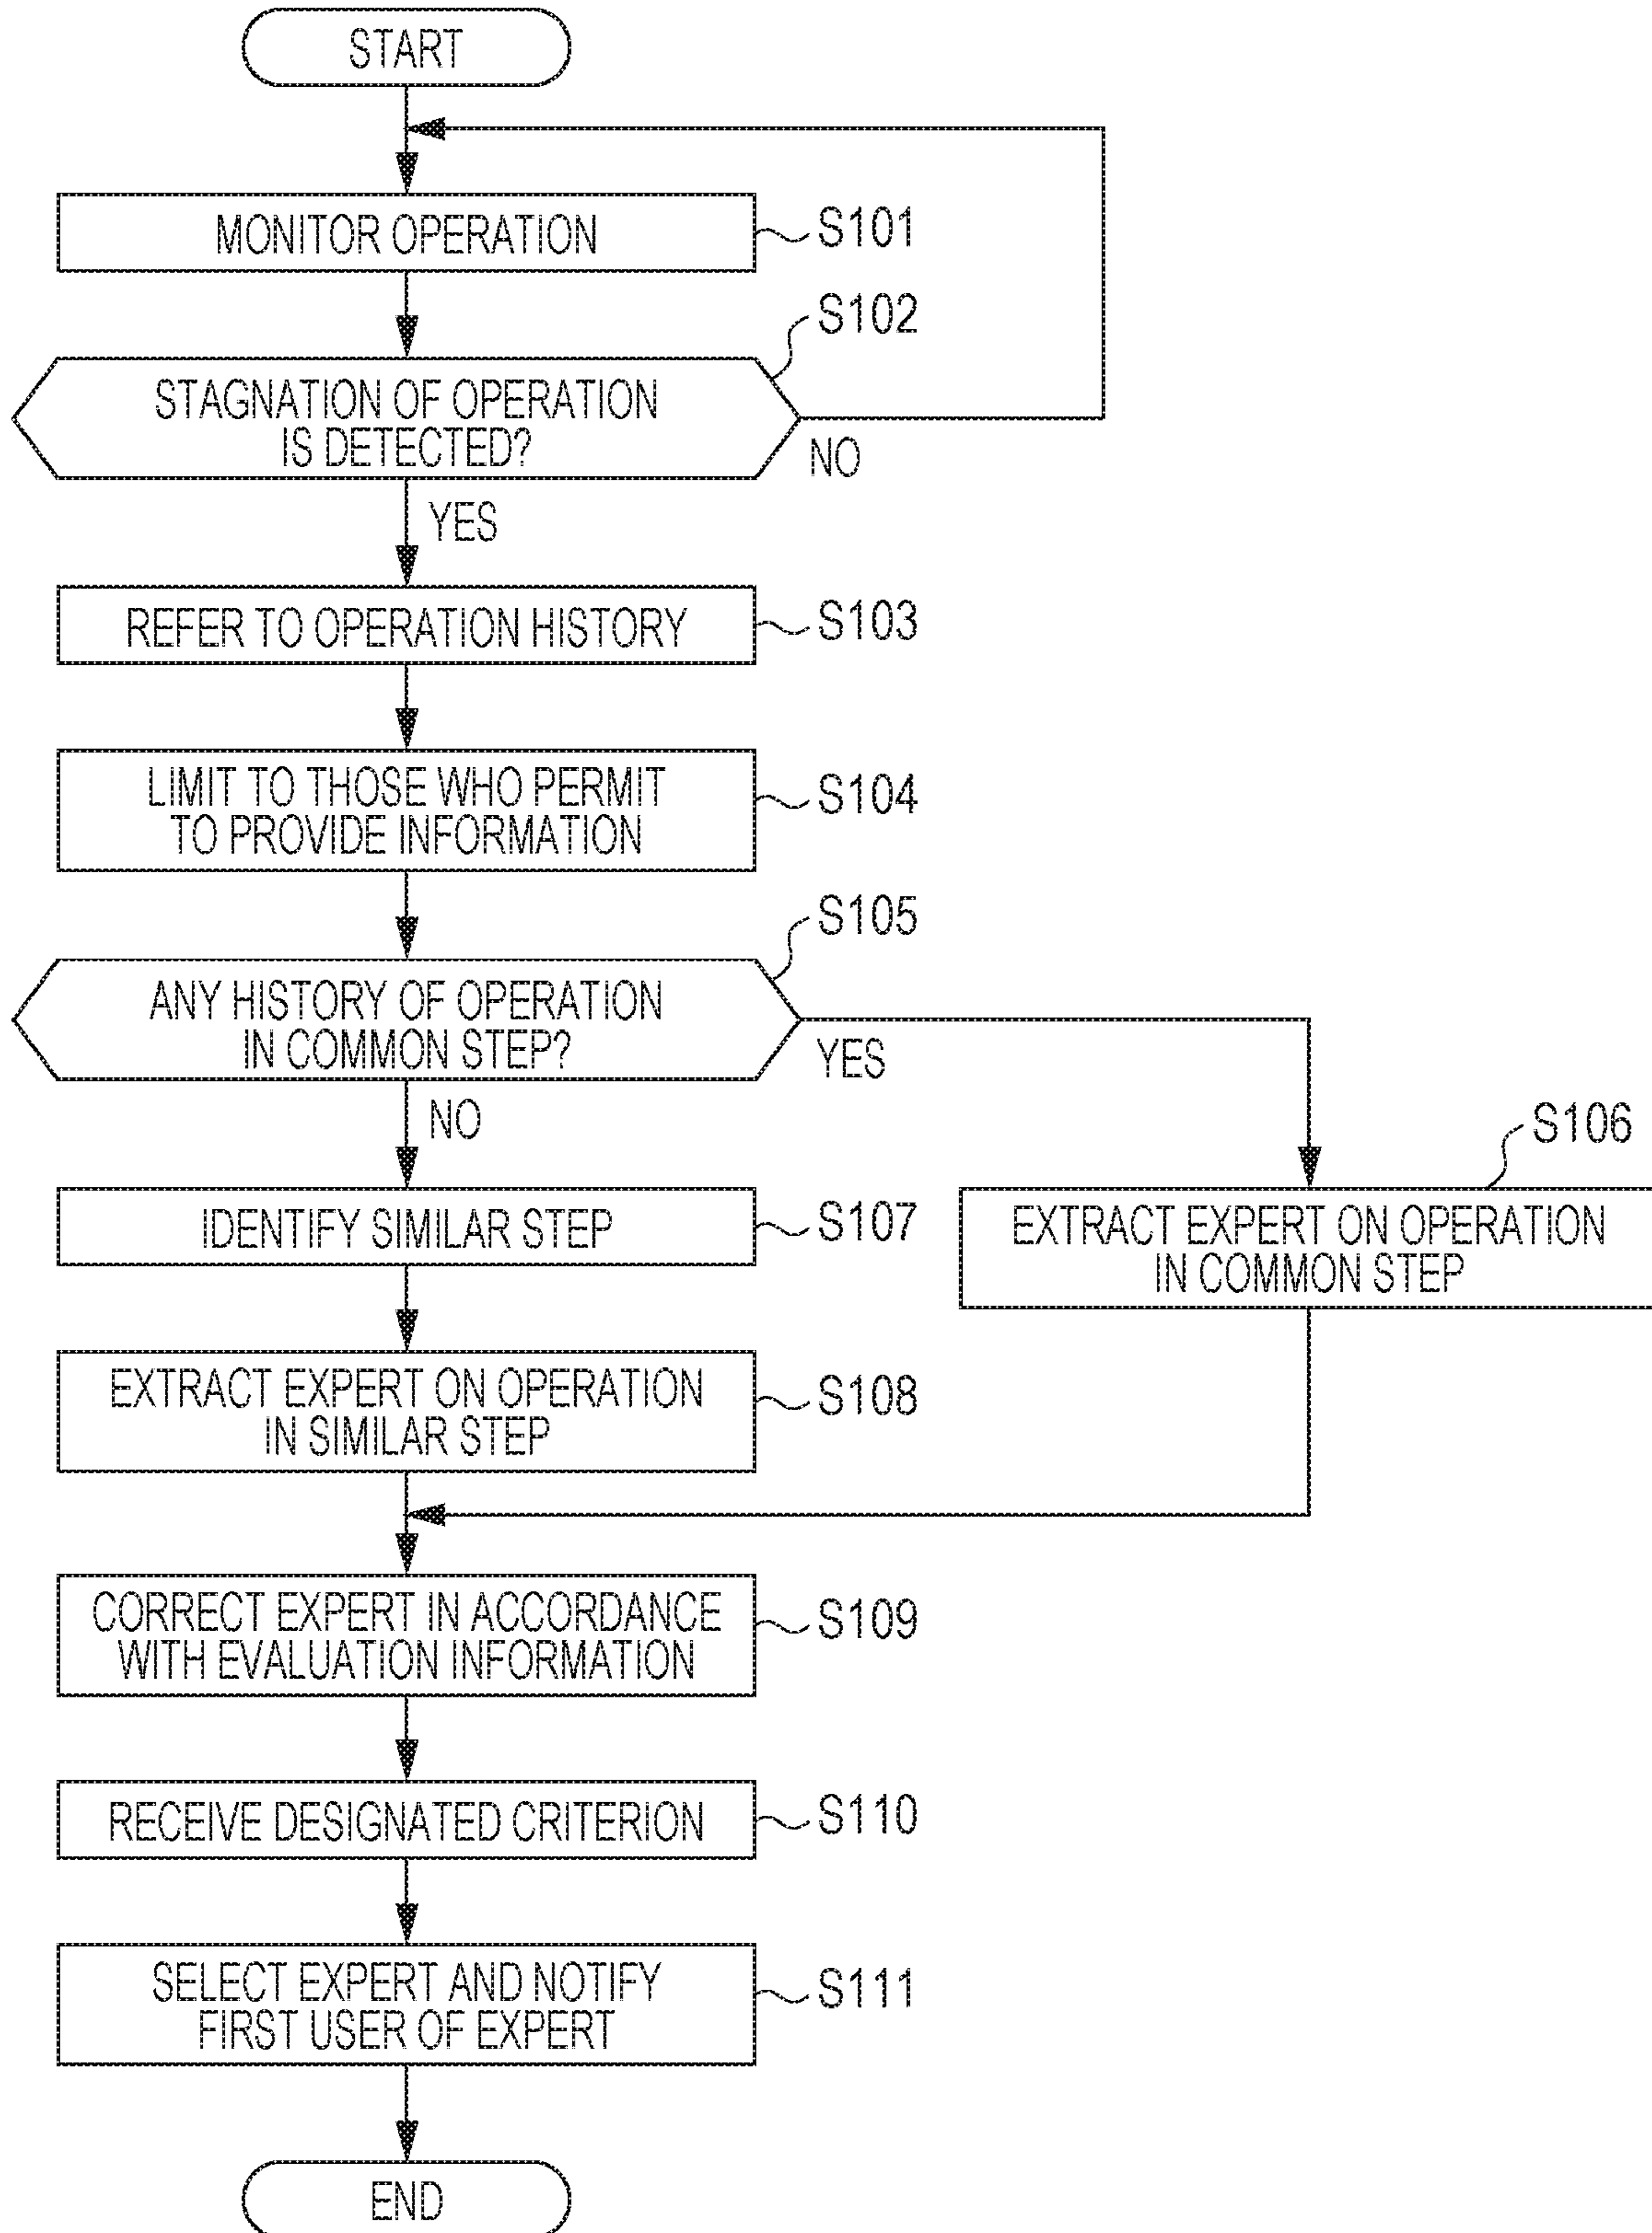 START
MONITOR OPERATION
S101
S102
STAGNATION OF OPERATION
IS DETECTED?
NO
YES
REFER TO OPERATION HISTORY
S103
LIMIT TO THOSE WHO PERMIT
TO PROVIDE INFORMATION
S104
S105
ANY HISTORY OF OPERATION
IN COMMON STEP?
YES
NO
S106
IDENTIFY SIMILAR STEP
S107
EXTRACT EXPERT ON OPERATION
IN COMMON STEP
EXTRACT EXPERT ON OPERATION
IN SIMILAR STEP
S108
CORRECT EXPERT IN ACCORDANCE
WITH EVALUATION INFORMATION
S109
RECEIVE DESIGNATED CRITERION
S110
SELECT EXPERT AND NOTIFY
FIRST USER OF EXPERT
S111
END